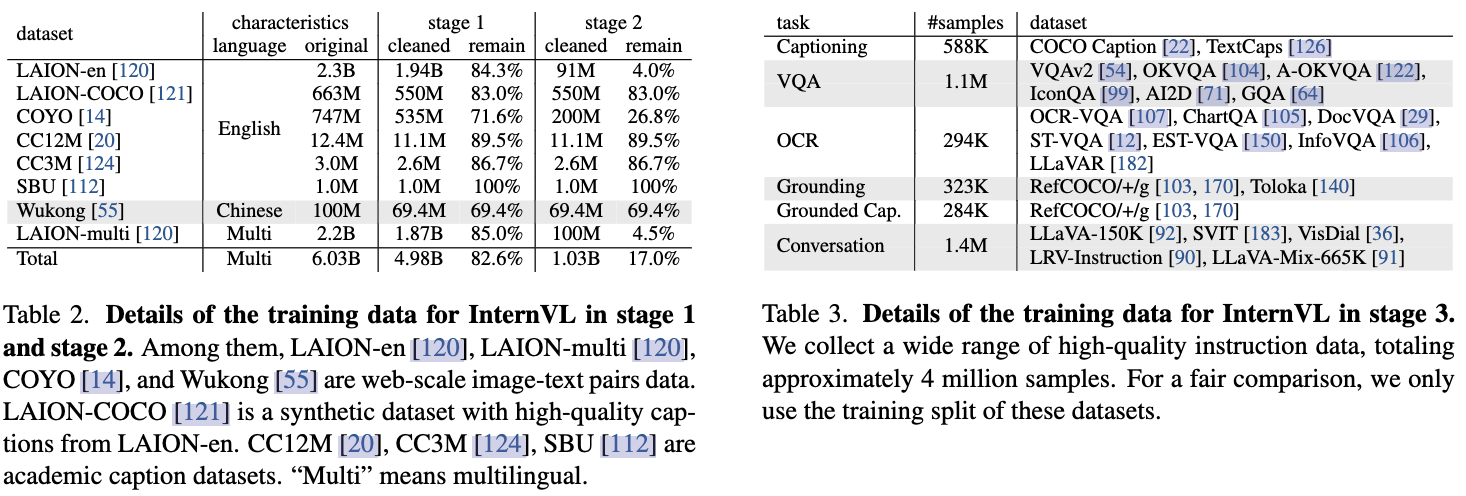 dataset characteristics stage 1 stage 2
language original cleaned remain cleaned remain
LAION-en [120] English 2.3B 1.94B 84.3% 91M 4.0%
LAION-COCO [121] 663M 550M 83.0% 550M 83.0%
COYO [14] 747M 535M 71.6% 200M 26.8%
CC12M [20] 12.4M 11.1M 89.5% 11.1M 89.5%
CC3M [124] 3.0M 2.6M 86.7% 2.6M 86.7%
SBU [112] 1.0M 1.0M 100% 1.0M 100%
Wukong [55] Chinese 100M 69.4M 69.4% 69.4M 69.4%
LAION-multi [120] Multi 2.2B 1.87B 85.0% 100M 4.5%
Total Multi 6.03B 4.98B 82.6% 1.03B 17.0%
Table 2. Details of the training data for InternVL in stage 1
and stage 2. Among them, LAION-en [120], LAION-multi [120],
COYO [14], and Wukong [55] are web-scale image-text pairs data.
LAION-COCO [121] is a synthetic dataset with high-quality cap-
tions from LAION-en. CC12M [20], CC3M [124], SBU [112] are
academic caption datasets. “Multi” means multilingual.
task #samples dataset
Captioning 588K COCO Caption [22], TextCaps [126]
VQA 1.1M VQAv2 [54], OKVQA [104], A-OKVQA [122],
IconQA [99], AI2D [71], GQA [64]
OCR 294K OCR-VQA [107], ChartQA [105], DocVQA [29],
ST-VQA [12], EST-VQA [150], InfoVQA [106],
LLaVAR [182]
Grounding 323K RefCOCO/+/g [103, 170], Toloka [140]
Grounded Cap. 284K RefCOCO/+/g [103, 170]
Conversation 1.4M LLaVA-150K [92], SVIT [183], VisDial [36],
LRV-Instruction [90], LLaVA-Mix-665K [91]
Table 3. Details of the training data for InternVL in stage 3.
We collect a wide range of high-quality instruction data, totaling
approximately 4 million samples. For a fair comparison, we only
use the training split of these datasets.